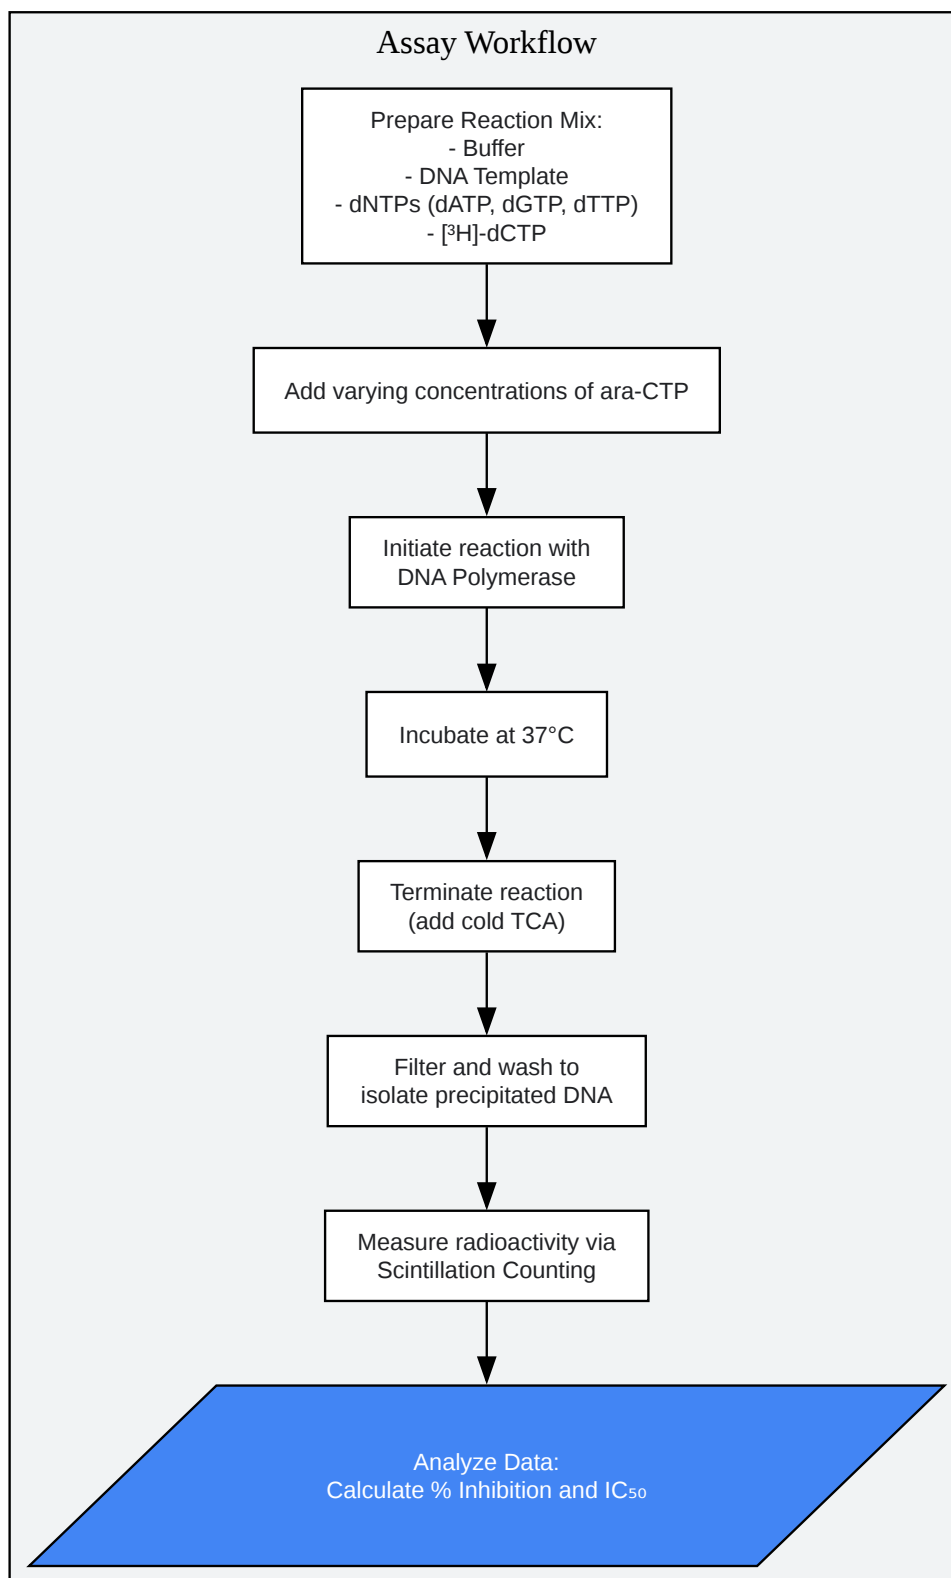 Assay Workflow
Prepare Reaction Mix:
- Buffer
- DNA Template
- dNTPs (dATP, dGTP, dTTP)
- [³H]-dCTP
Add varying concentrations of ara-CTP
Initiate reaction with
DNA Polymerase
Incubate at 37°C
Terminate reaction
(add cold TCA)
Filter and wash to
isolate precipitated DNA
Measure radioactivity via
Scintillation Counting
Analyze Data:
Calculate % Inhibition and IC₅₀